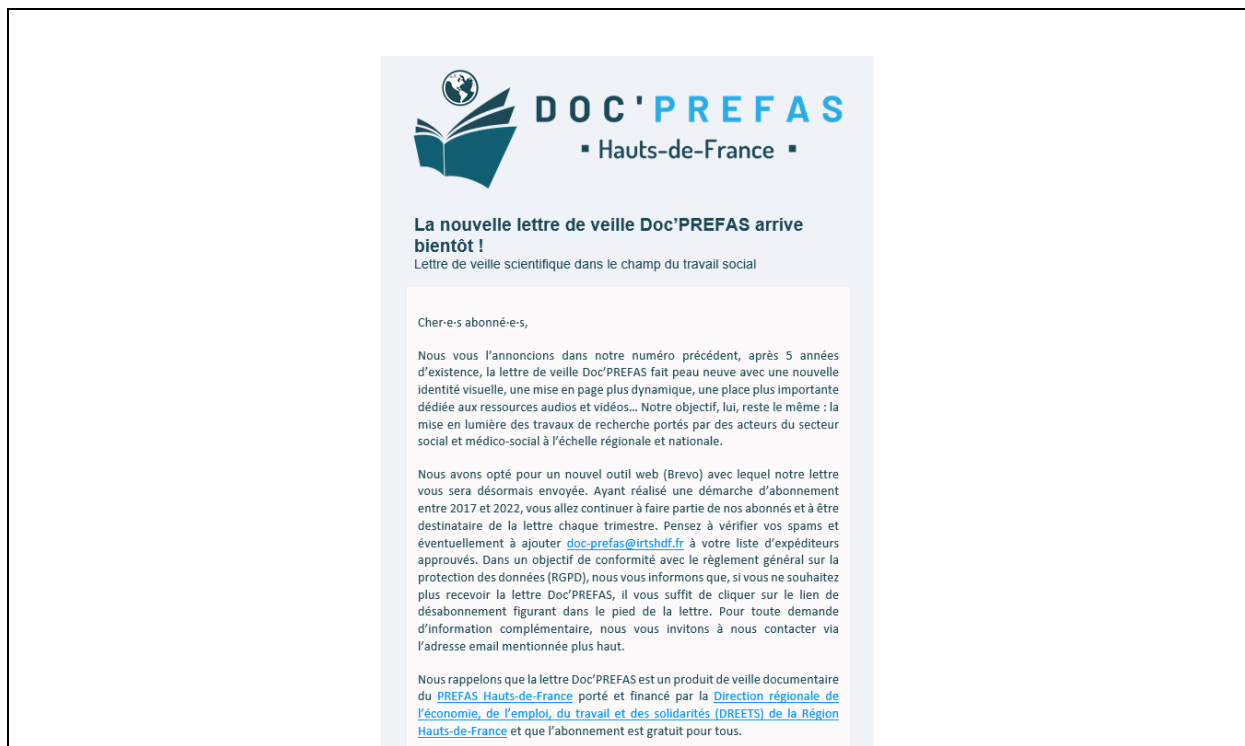 DOC'PREFAS
▪ Hauts-de-France ▪
La nouvelle lettre de veille Doc’PREFAS arrive
bientôt !
Lettre de veille scientifique dans le champ du travail social
Cher·e·s abonné·e·s,
Nous vous l’annoncions dans notre numéro précédent, après 5 années
d’existence, la lettre de veille Doc’PREFAS fait peau neuve avec une nouvelle
identité visuelle, une mise en page plus dynamique, une place plus importante
dédiée aux ressources audios et vidéos… Notre objectif, lui, reste le même : la
mise en lumière des travaux de recherche portés par des acteurs du secteur
social et médico-social à l’échelle régionale et nationale.
Nous avons opté pour un nouvel outil web (Brevo) avec lequel notre lettre
vous sera désormais envoyée. Ayant réalisé une démarche d’abonnement
entre 2017 et 2022, vous allez continuer à faire partie de nos abonnés et à être
destinataire de la lettre chaque trimestre. Pensez à vérifier vos spams et
éventuellement à ajouter doc-prefas@irtshdf.fr à votre liste d’expéditeurs
approuvés. Dans un objectif de conformité avec le règlement général sur la
protection des données (RGPD), nous vous informons que, si vous ne souhaitez
plus recevoir la lettre Doc’PREFAS, il vous suffit de cliquer sur le lien de
désabonnement figurant dans le pied de la lettre. Pour toute demande
d’information complémentaire, nous vous invitons à nous contacter via
l’adresse email mentionnée plus haut.
Nous rappelons que la lettre Doc’PREFAS est un produit de veille documentaire
du PREFAS Hauts-de-France porté et financé par la Direction régionale de
l’économie, de l’emploi, du travail et des solidarités (DREETS) de la Région
Hauts-de-France et que l’abonnement est gratuit pour tous.